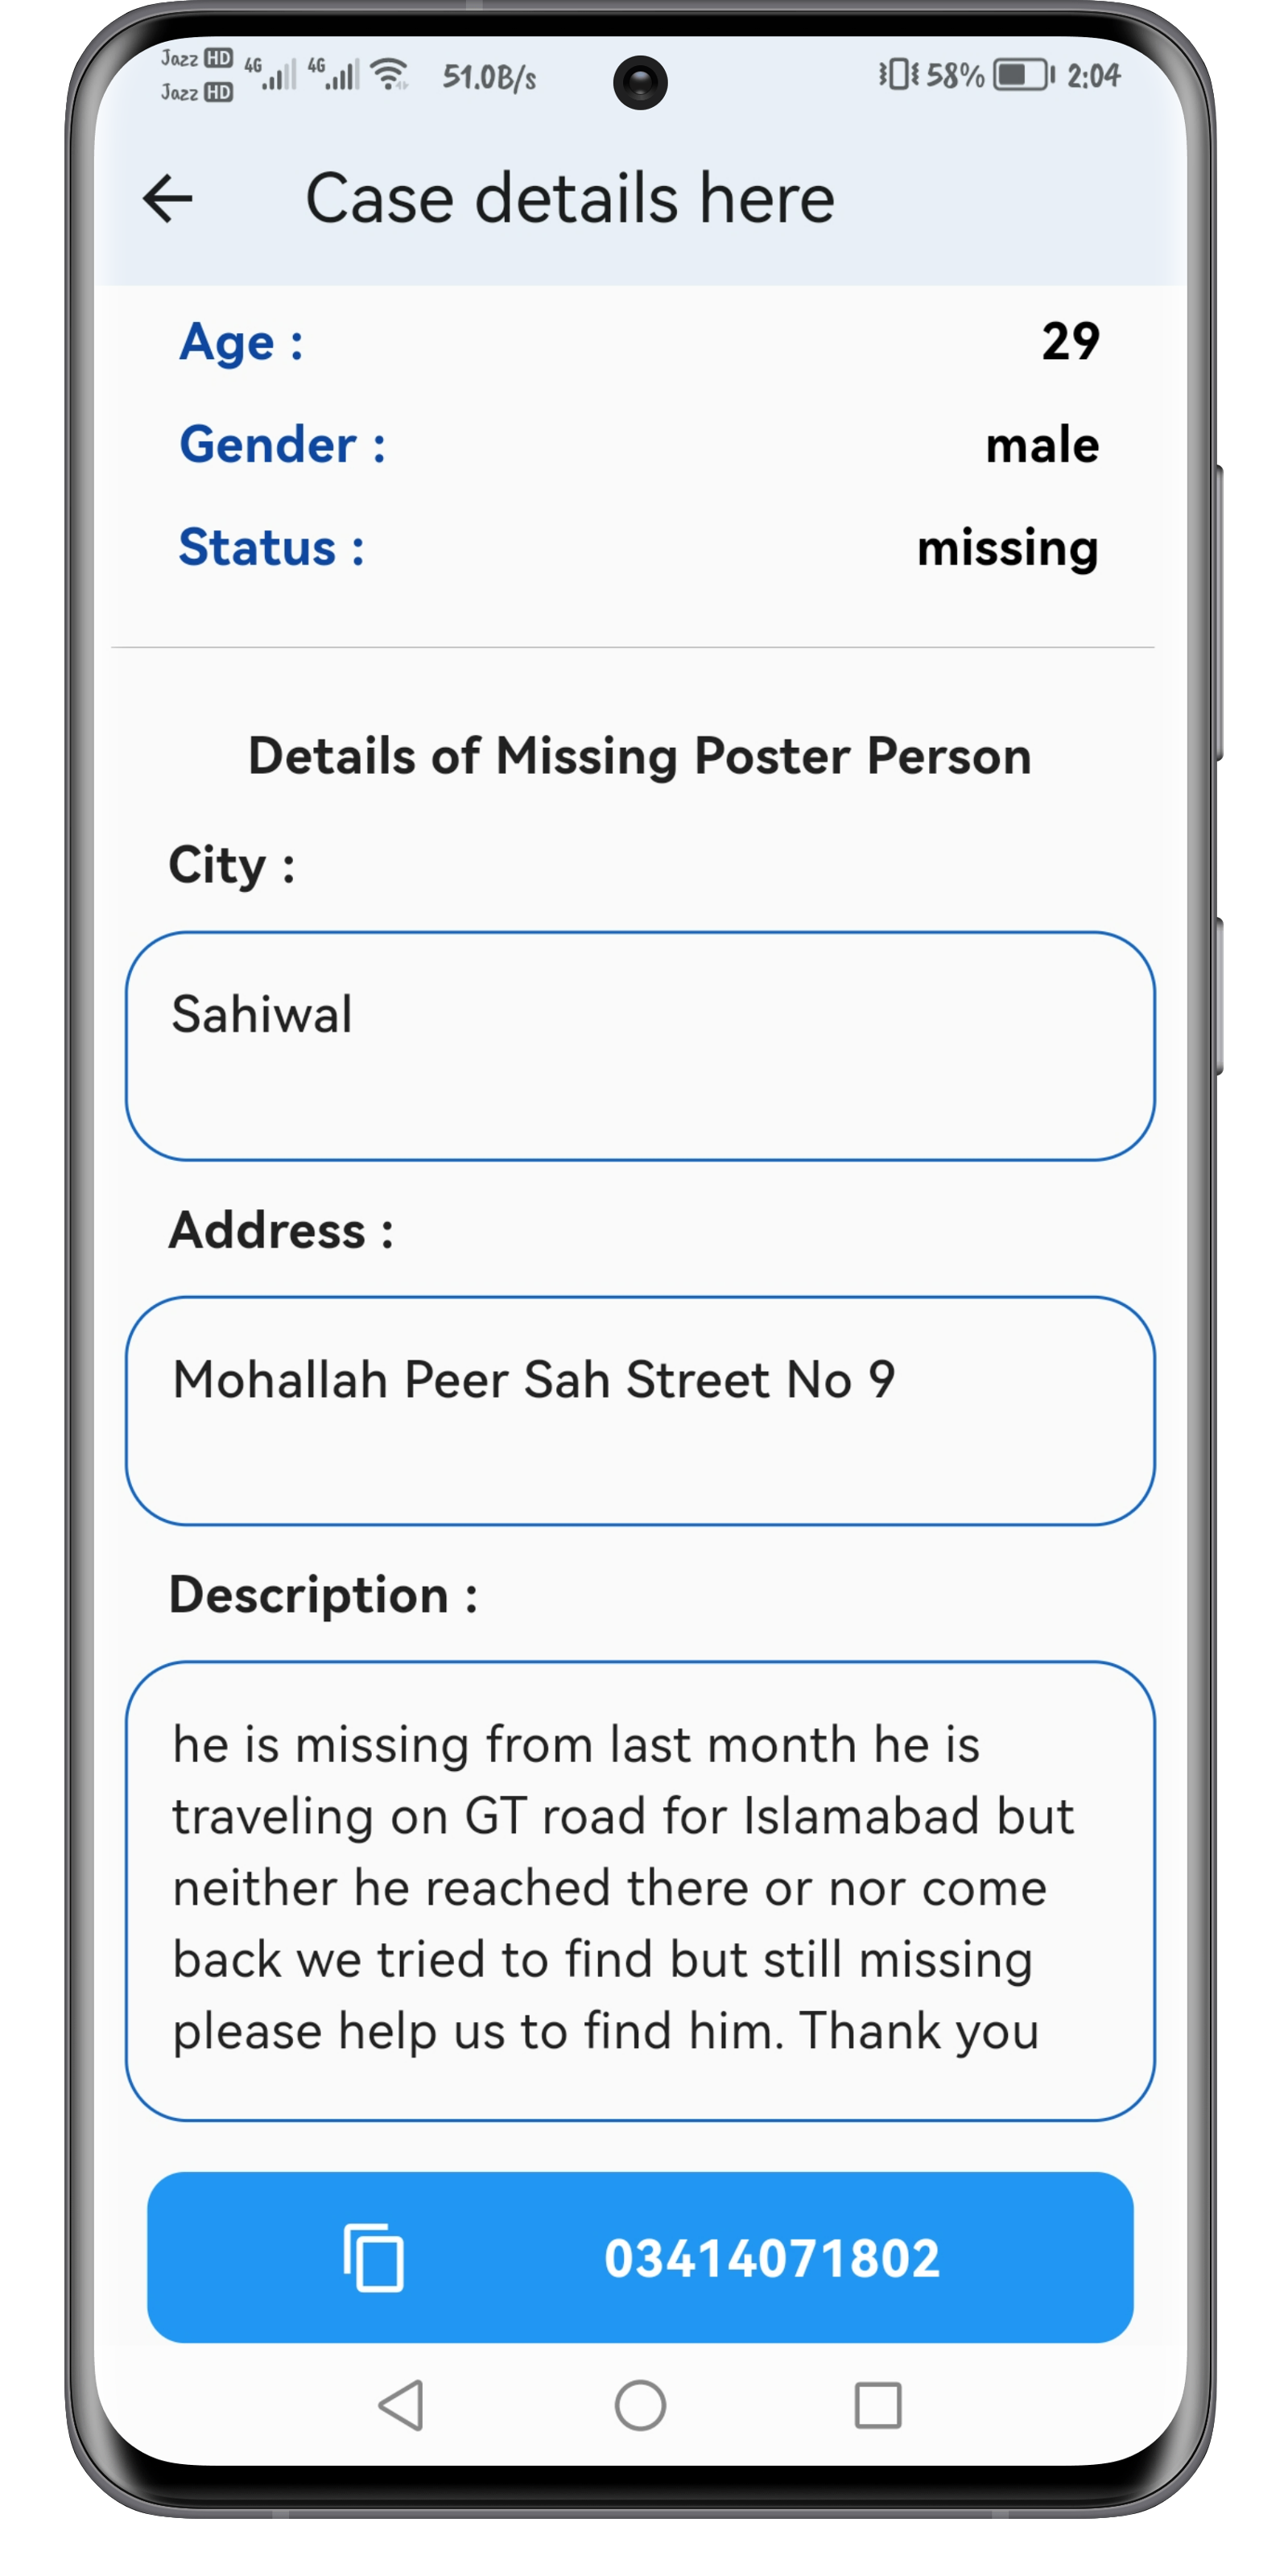 Jazz HD 4G 4G 51.0B/s 58% 2:04
Jazz HD
Case details here
Age : 29
Gender : male
Status : missing
Details of Missing Poster Person
City :
Sahiwal
Address :
Mohallah Peer Sah Street No 9
Description :
he is missing from last month he is
traveling on GT road for Islamabad but
neither he reached there or nor come
back we tried to find but still missing
please help us to find him. Thank you
03414071802